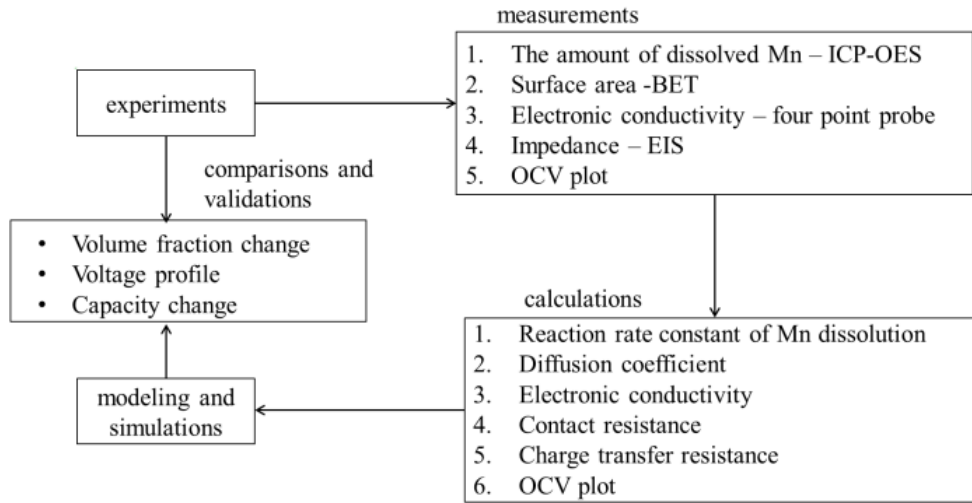 measurements
1. The amount of dissolved Mn – ICP-OES
2. Surface area -BET
3. Electronic conductivity – four point probe
4. Impedance – EIS
5. OCV plot
experiments
comparisons and
validations
• Volume fraction change
• Voltage profile
• Capacity change
calculations
1. Reaction rate constant of Mn dissolution
2. Diffusion coefficient
3. Electronic conductivity
4. Contact resistance
5. Charge transfer resistance
6. OCV plot
modeling and
simulations